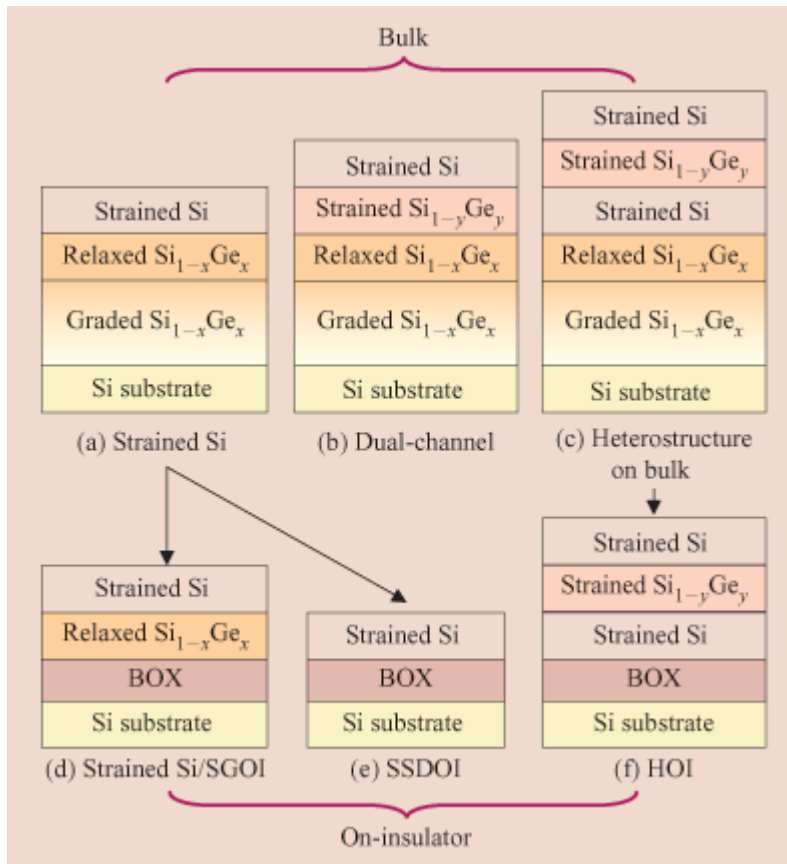 Bulk
Strained Si
Relaxed Si₁₋ₓGeₓ
Graded Si₁₋ₓGeₓ
Si substrate
(a) Strained Si
Strained Si
Strained Si₁₋yGey
Relaxed Si₁₋ₓGeₓ
Graded Si₁₋ₓGeₓ
Si substrate
(b) Dual-channel
Strained Si
Strained Si₁₋yGey
Strained Si
Relaxed Si₁₋ₓGeₓ
Graded Si₁₋ₓGeₓ
Si substrate
(c) Heterostructure
on bulk
Strained Si
Relaxed Si₁₋ₓGeₓ
BOX
Si substrate
(d) Strained Si/SGOI
Strained Si
BOX
Si substrate
(e) SSDOI
Strained Si
Strained Si₁₋yGey
Strained Si
BOX
Si substrate
(f) HOI
On-insulator